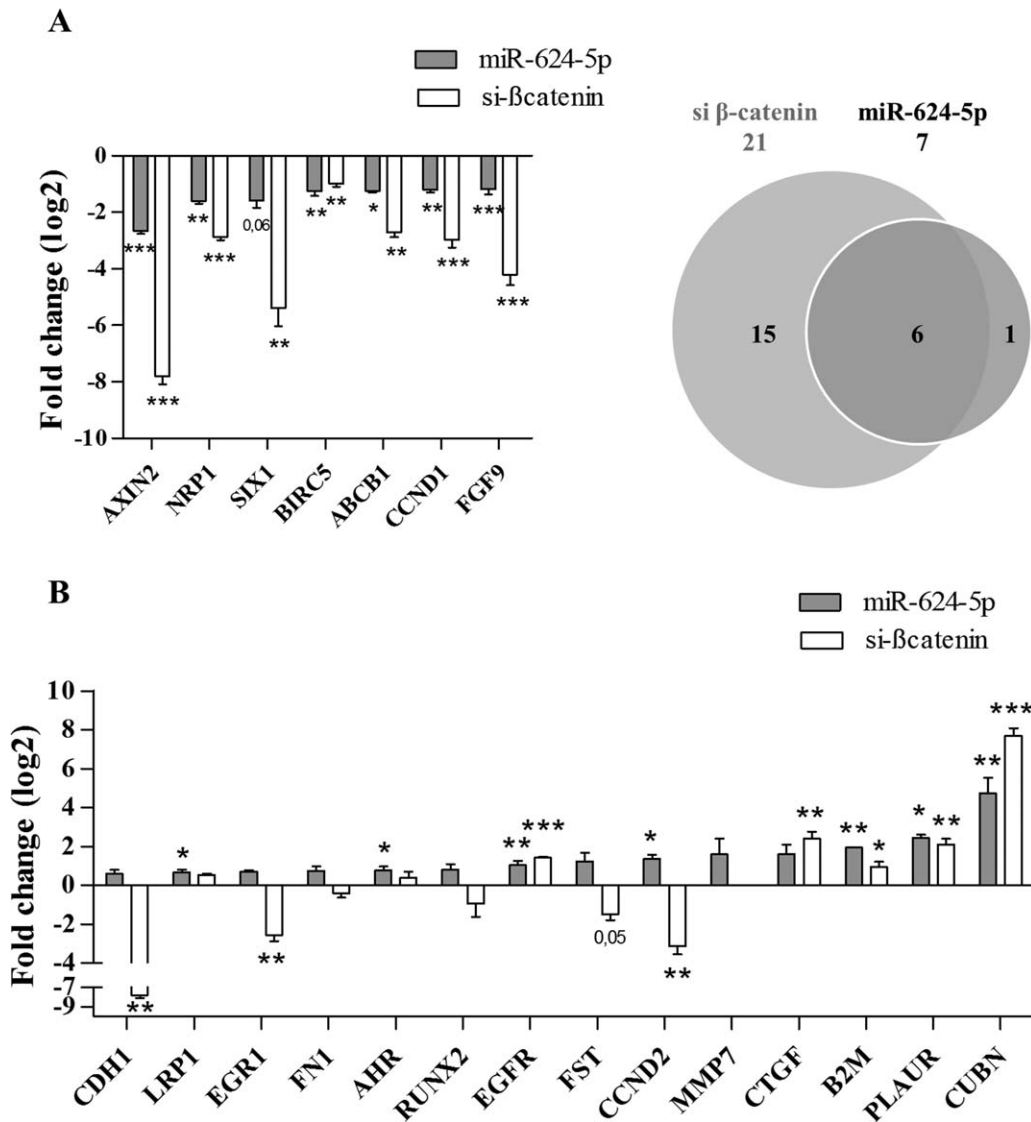 A
miR-624-5p
si-ßcatenin
Fold change (log2)
0
-2
-4
-6
-8
-10
***
***
**
***
0,06
**
**
**
*
**
**
***
***
***
AXIN2
NRP1
SIX1
BIRC5
ABCB1
CCND1
FGF9
si β-catenin
21
miR-624-5p
7
15
6
1
B
miR-624-5p
si-ßcatenin
Fold change (log2)
10
8
6
4
2
0
-2
-4
-7
-9
**
*
**
*
**
***
0,05
*
**
**
**
*
*
**
**
***
CDH1
LRP1
EGR1
FN1
AHR
RUNX2
EGFR
FST
CCND2
MMP7
CTGF
B2M
PLAUR
CUBN